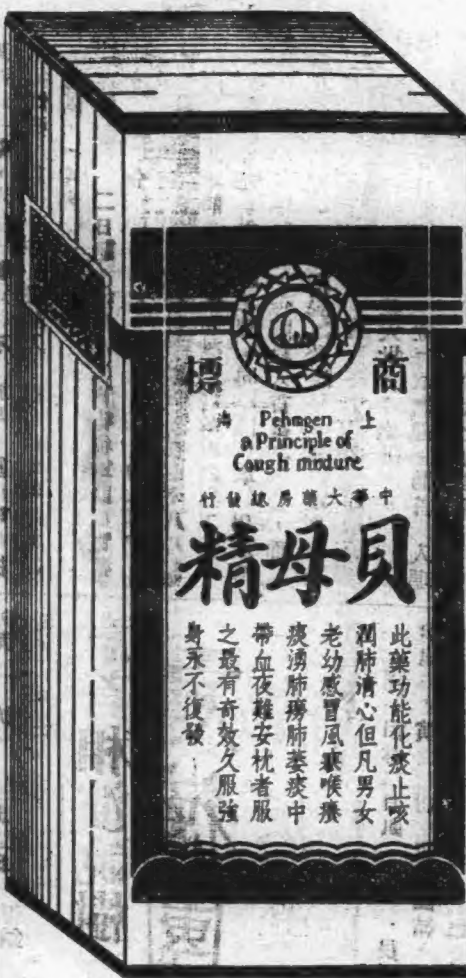 商標
上海
Pehmgen
a Principle of
Cough mixture
中華大藥房總發行
貝母精
此藥功能化痰止咳
潤肺清心但凡男女
老幼感冒風寒喉癢
痰湧肺癆肺萎痰中
帶血夜難安枕者服
之最有奇效久服強
身永不復發